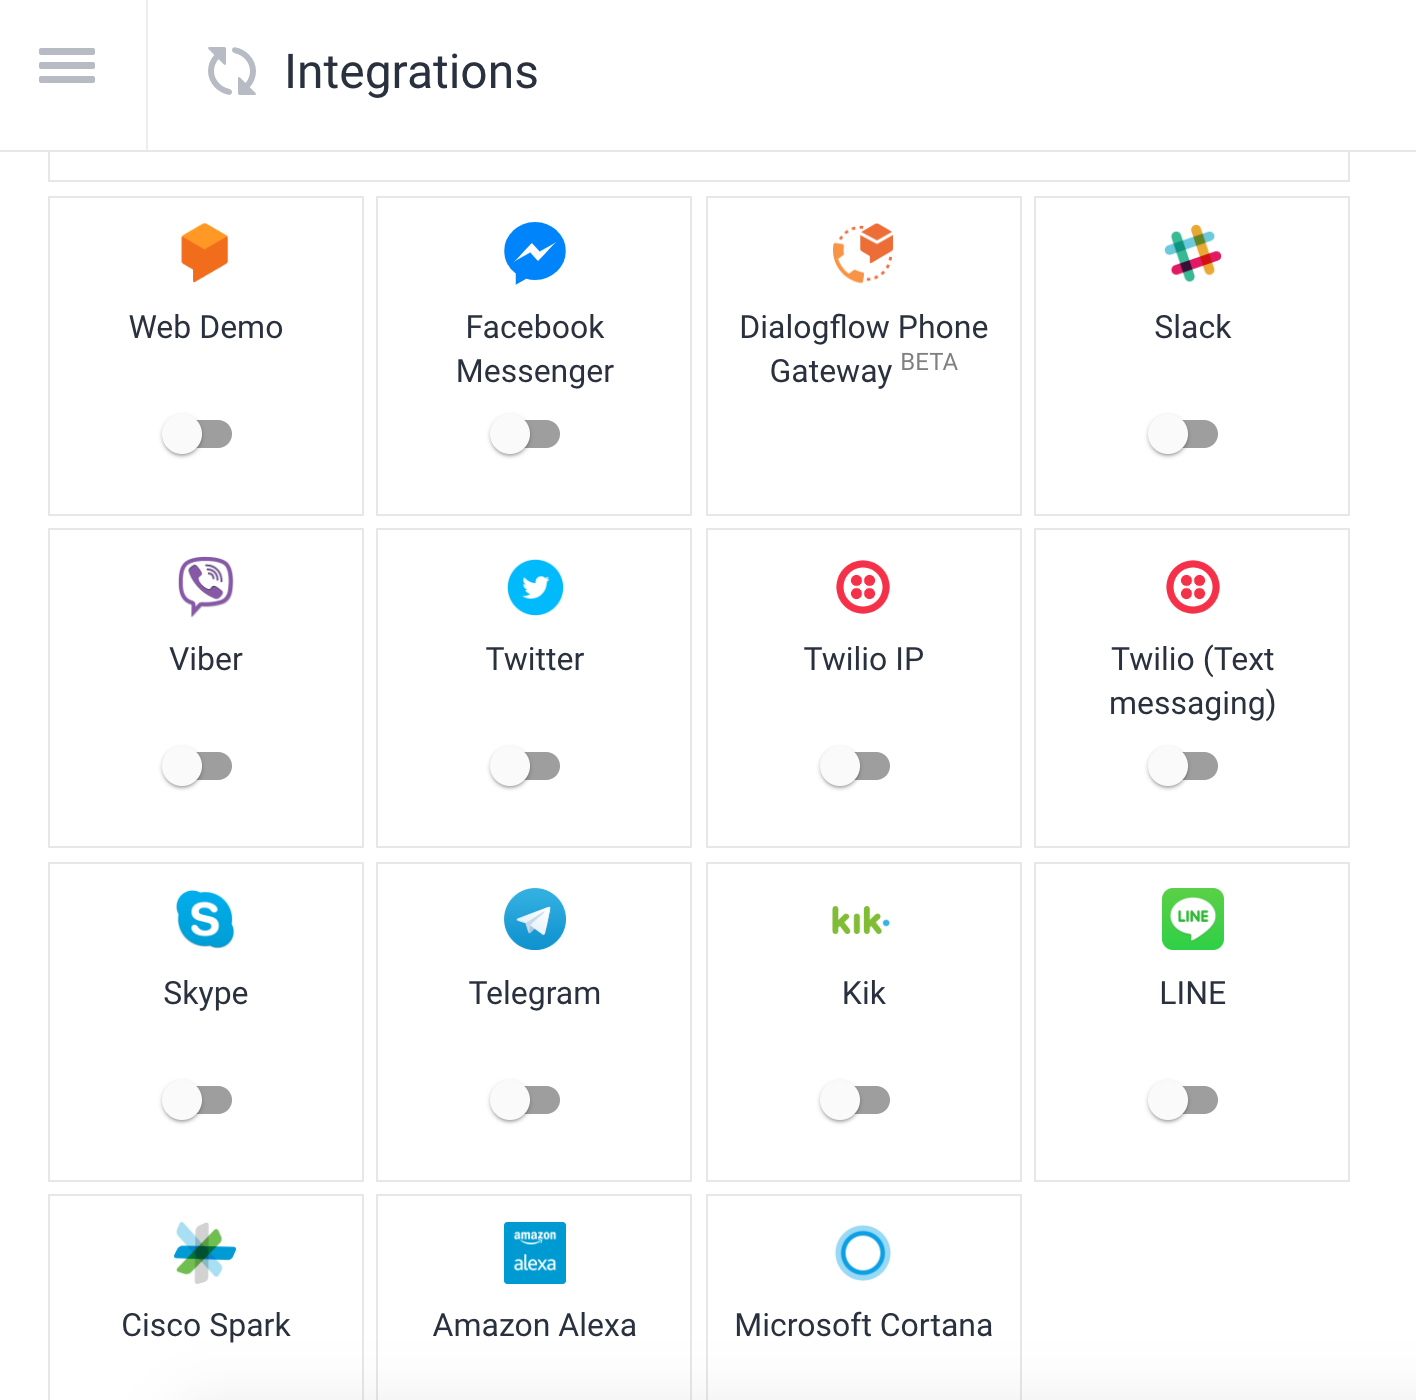 Integrations
Web Demo
Facebook
Messenger
Dialogflow Phone
Gateway BETA
Slack
Viber
Twitter
Twilio IP
Twilio (Text
messaging)
S
Skype
Telegram
kik
Kik
LINE
LINE
Cisco Spark
amazon
alexa
Amazon Alexa
Microsoft Cortana